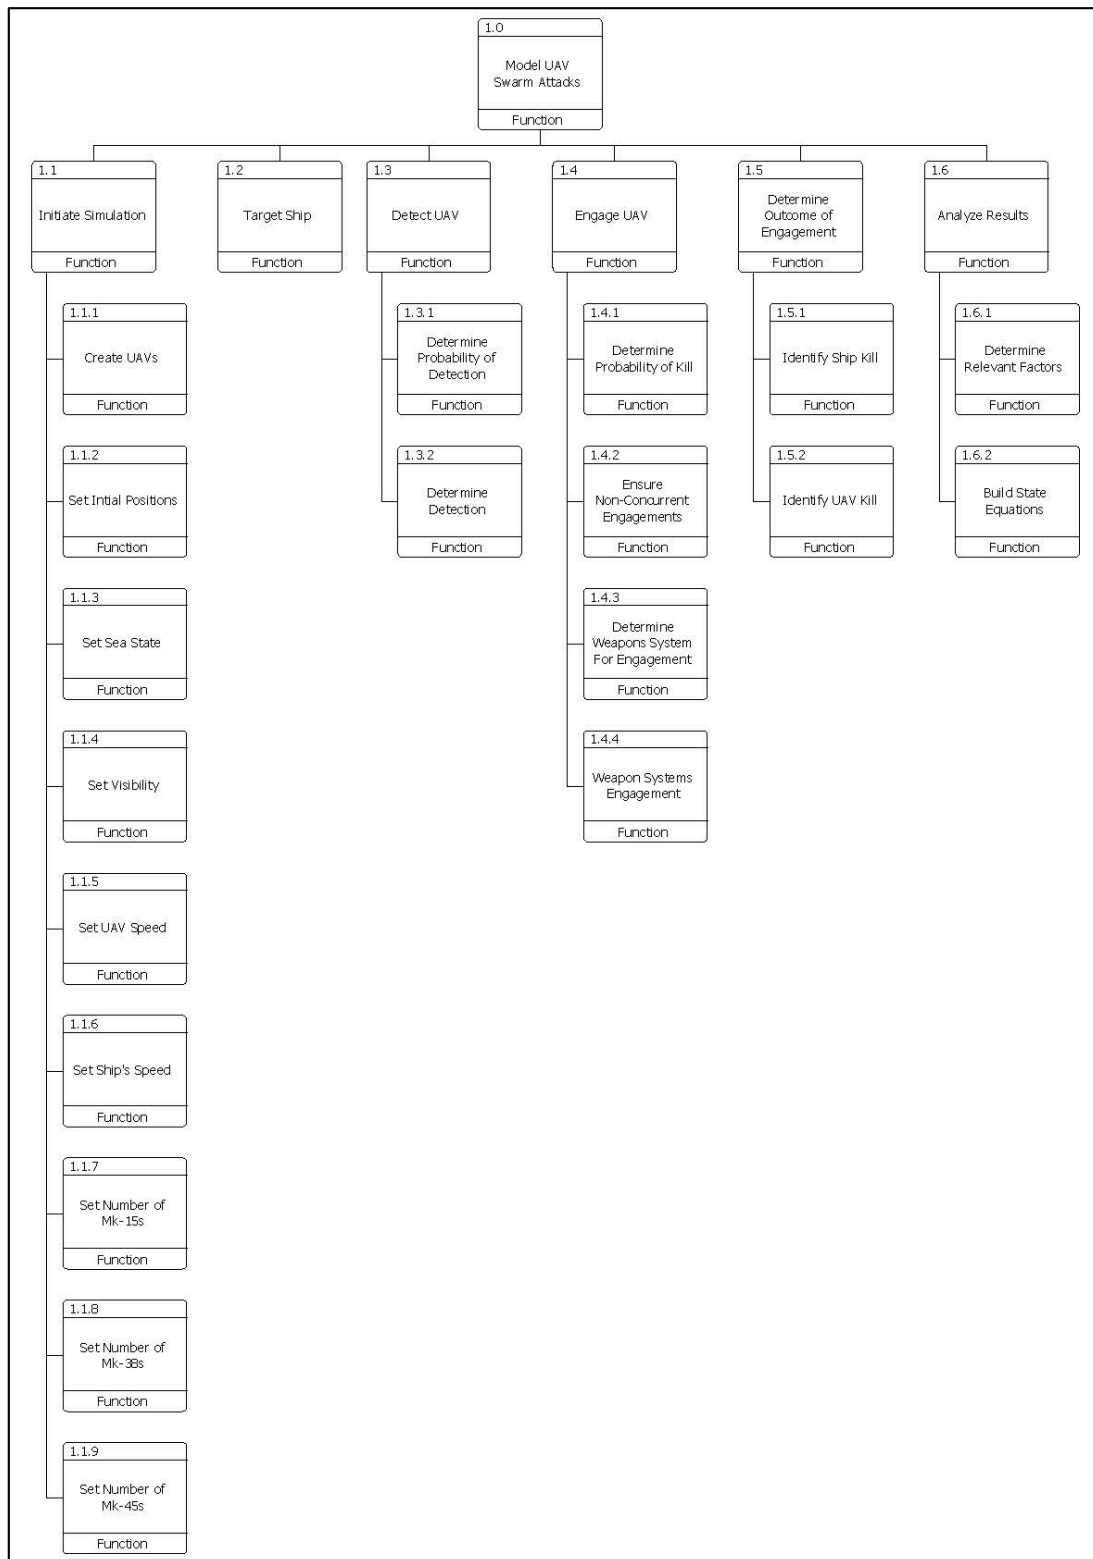 1.0
Model UAV
Swarm Attacks
Function
1.1
Initiate Simulation
Function
1.2
Target Ship
Function
1.3
Detect UAV
Function
1.4
Engage UAV
Function
1.5
Determine
Outcome of
Engagement
Function
1.6
Analyze Results
Function
1.1.1
Create UAVs
Function
1.1.2
Set Intial Positions
Function
1.1.3
Set Sea State
Function
1.1.4
Set Visibility
Function
1.1.5
Set UAV Speed
Function
1.1.6
Set Ship's Speed
Function
1.1.7
Set Number of
Mk-15s
Function
1.1.8
Set Number of
Mk-38s
Function
1.1.9
Set Number of
Mk-45s
Function
1.3.1
Determine
Probability of
Detection
Function
1.3.2
Determine
Detection
Function
1.4.1
Determine
Probability of Kill
Function
1.4.2
Ensure
Non-Concurrent
Engagements
Function
1.4.3
Determine
Weapons System
For Engagement
Function
1.4.4
Weapon Systems
Engagement
Function
1.5.1
Identify Ship Kill
Function
1.5.2
Identify UAV Kill
Function
1.6.1
Determine
Relevant Factors
Function
1.6.2
Build State
Equations
Function